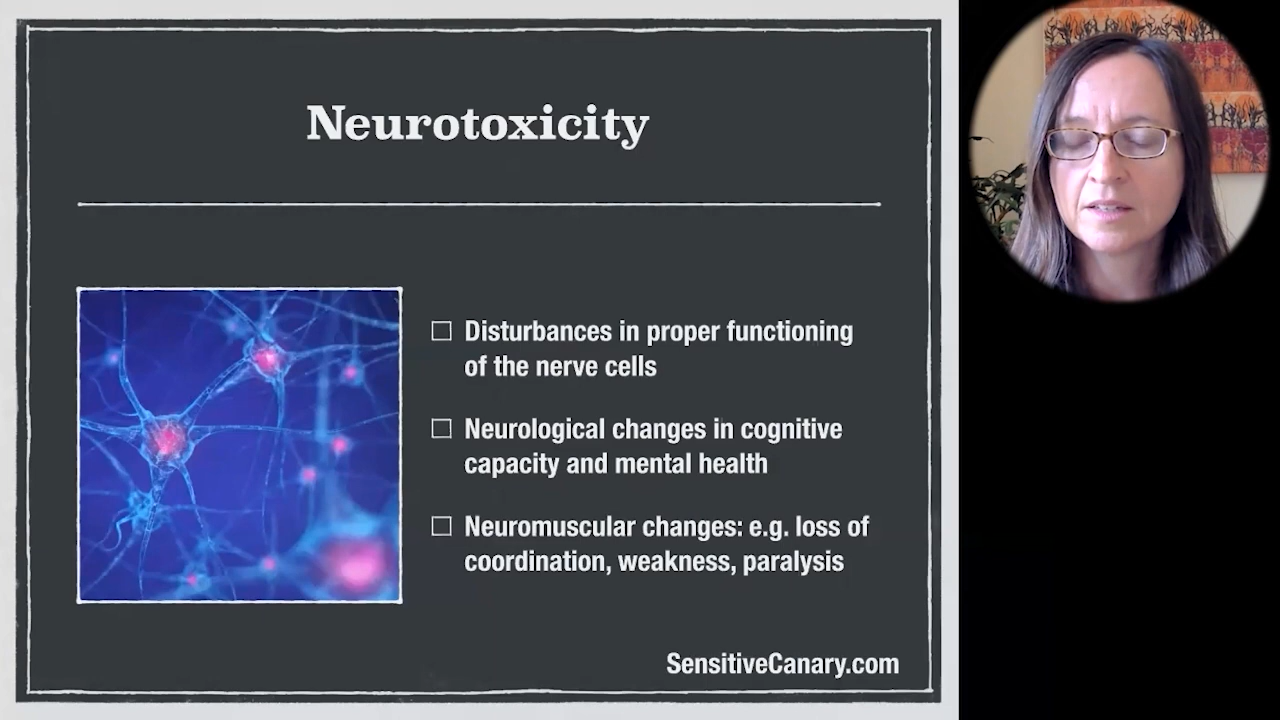 Neurotoxicity
Disturbances in proper functioning
of the nerve cells
Neurological changes in cognitive
capacity and mental health
Neuromuscular changes: e.g. loss of
coordination, weakness, paralysis
SensitiveCanary.com